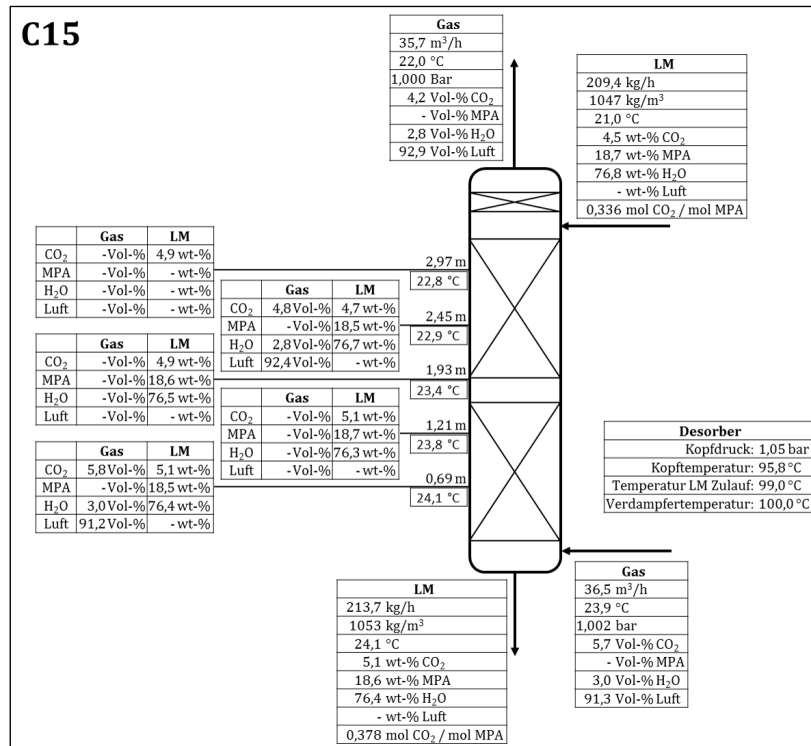 C15
Gas
35,7 m³/h
22,0 °C
1,000 Bar
4,2 Vol-% CO₂
- Vol-% MPA
2,8 Vol-% H₂O
92,9 Vol-% Luft
LM
209,4 kg/h
1047 kg/m³
21,0 °C
4,5 wt-% CO₂
18,7 wt-% MPA
76,8 wt-% H₂O
- wt-% Luft
0,336 mol CO₂ / mol MPA
Gas LM
CO₂ -Vol-% 4,9 wt-%
MPA -Vol-% - wt-%
H₂O -Vol-% - wt-%
Luft -Vol-% - wt-%
2,97 m
22,8 °C
Gas LM
CO₂ 4,8Vol-% 4,7 wt-%
MPA -Vol-% 18,5 wt-%
H₂O 2,8Vol-% 76,7 wt-%
Luft 92,4Vol-% - wt-%
2,45 m
22,9 °C
Gas LM
CO₂ -Vol-% 4,9 wt-%
MPA -Vol-% 18,6 wt-%
H₂O -Vol-% 76,5 wt-%
Luft -Vol-% - wt-%
1,93 m
23,4 °C
Gas LM
CO₂ -Vol-% 5,1 wt-%
MPA -Vol-% 18,7 wt-%
H₂O -Vol-% 76,3 wt-%
Luft -Vol-% - wt-%
1,21 m
23,8 °C
Gas LM
CO₂ 5,8Vol-% 5,1 wt-%
MPA -Vol-% 18,5 wt-%
H₂O 3,0Vol-% 76,4 wt-%
Luft 91,2Vol-% - wt-%
0,69 m
24,1 °C
Desorber
Kopfdruck: 1,05 bar
Kopftemperatur: 95,8°C
Temperatur LM Zulauf: 99,0°C
Verdampfertemperatur: 100,0°C
LM
213,7 kg/h
1053 kg/m³
24,1 °C
5,1 wt-% CO₂
18,6 wt-% MPA
76,4 wt-% H₂O
- wt-% Luft
0,378 mol CO₂ / mol MPA
Gas
36,5 m³/h
23,9 °C
1,002 bar
5,7 Vol-% CO₂
- Vol-% MPA
3,0 Vol-% H₂O
91,3 Vol-% Luft